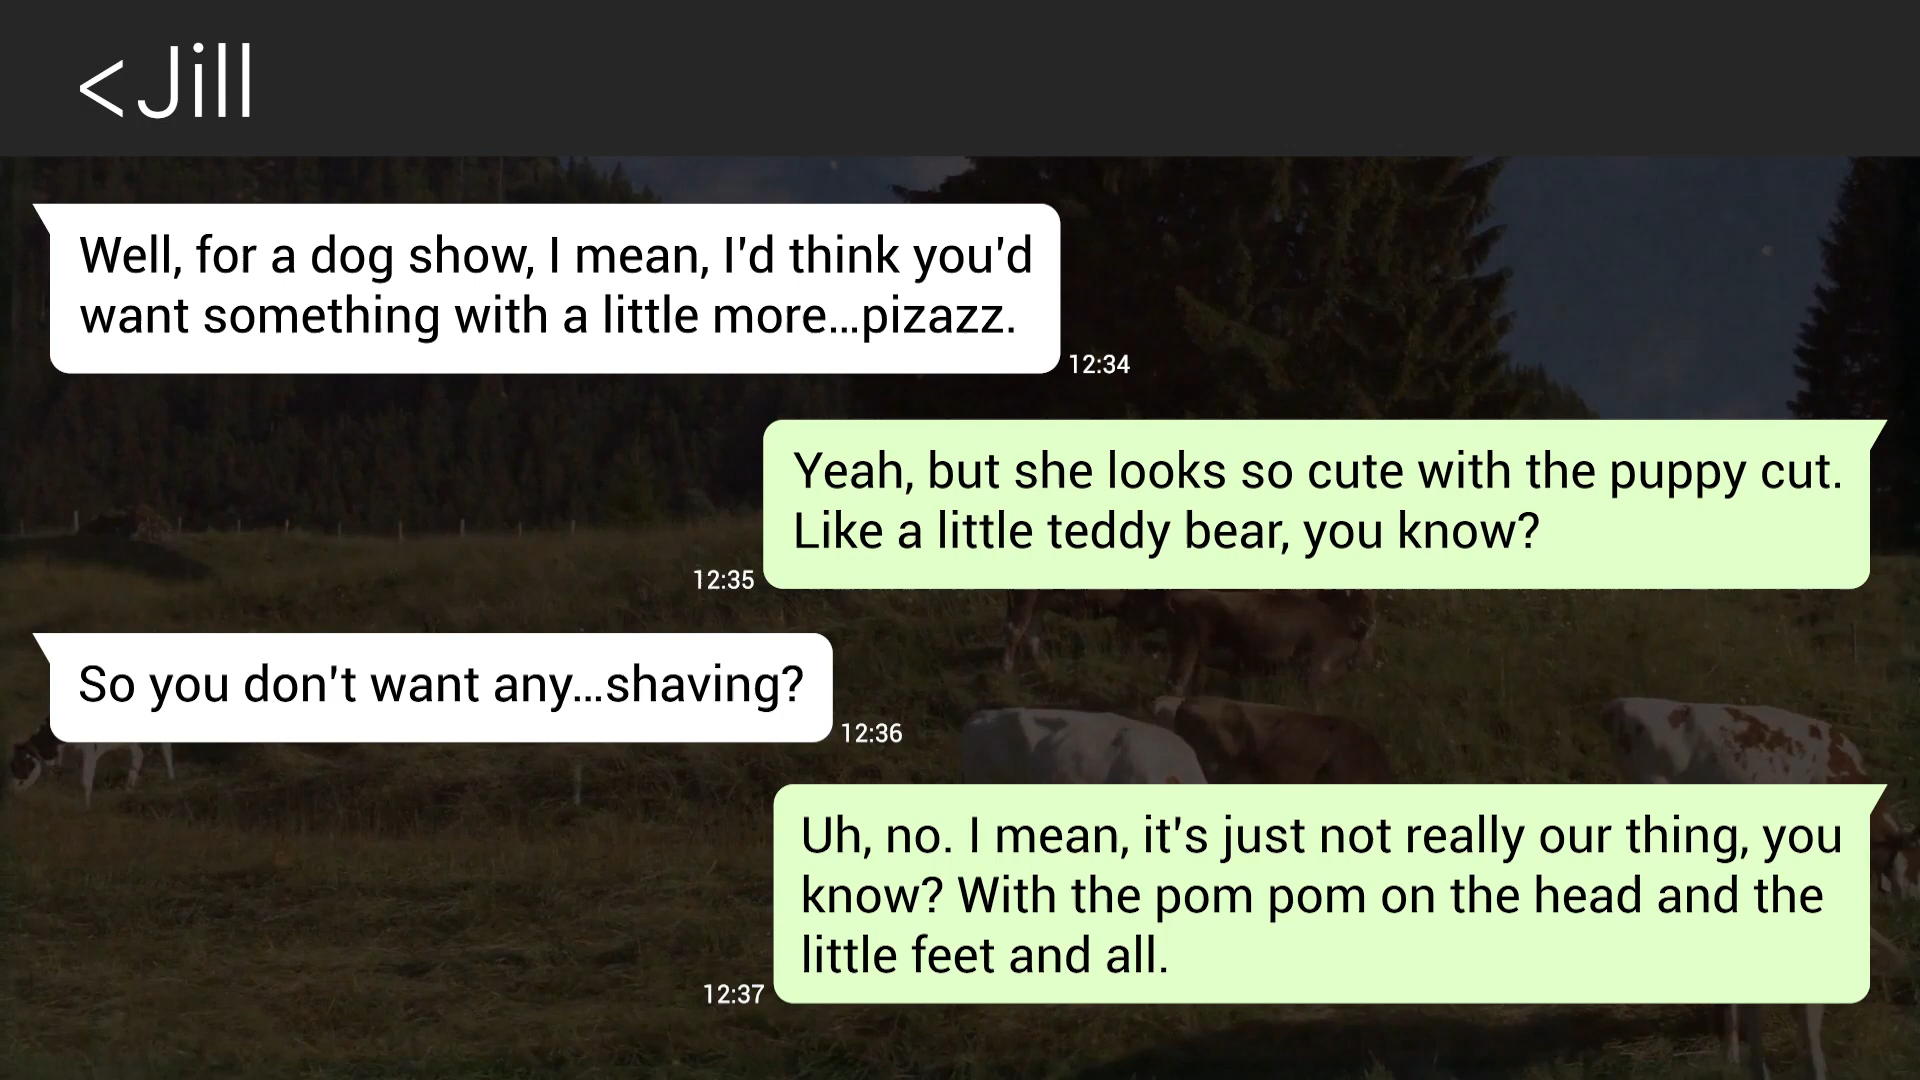 <Jill
Well, for a dog show, I mean, I'd think you'd
want something with a little more...pizazz.
12:34
Yeah, but she looks so cute with the puppy cut.
Like a little teddy bear, you know?
12:35
So you don't want any...shaving?
12:36
Uh, no. I mean, it's just not really our thing, you
know? With the pom pom on the head and the
little feet and all.
12:37